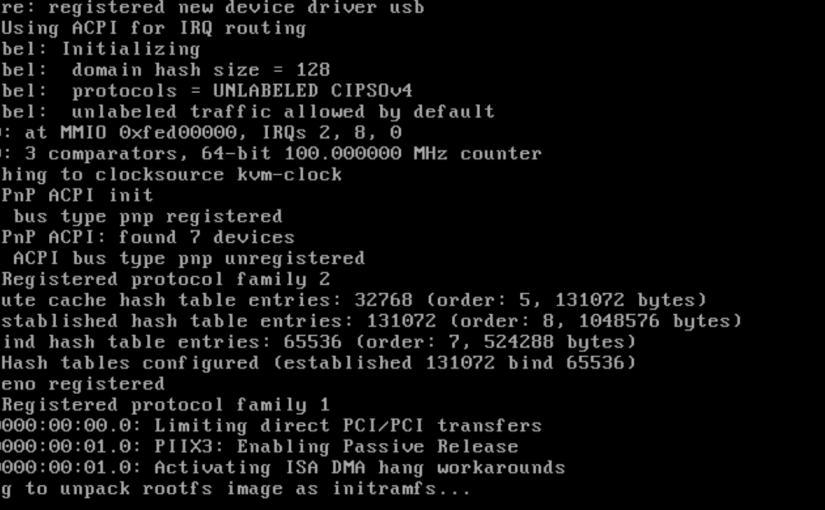 re: registered new device driver usb
Using ACPI for IRQ routing
bel: Initializing
bel:  domain hash size = 128
bel:  protocols = UNLABELED CIPSOv4
bel:  unlabeled traffic allowed by default
: at MMIO 0xfed00000, IRQs 2, 8, 0
: 3 comparators, 64-bit 100.000000 MHz counter
hing to clocksource kvm-clock
PnP ACPI init
bus type pnp registered
PnP ACPI: found 7 devices
ACPI bus type pnp unregistered
Registered protocol family 2
ute cache hash table entries: 32768 (order: 5, 131072 bytes)
stablished hash table entries: 131072 (order: 8, 1048576 bytes)
ind hash table entries: 65536 (order: 7, 524288 bytes)
Hash tables configured (established 131072 bind 65536)
eno registered
Registered protocol family 1
000:00:00.0: Limiting direct PCI/PCI transfers
000:00:01.0: PIIX3: Enabling Passive Release
000:00:01.0: Activating ISA DMA hang workarounds
g to unpack rootfs image as initramfs...